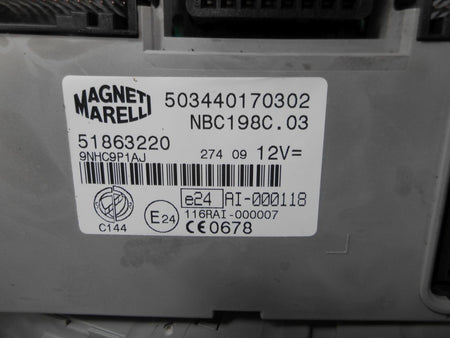 MAGNETI
MARELLI
503440170302
NBC198C.03
51863220
9NHC9P1AJ
274 09 12V=
e24 AI-000118
116RAI-000007
E24
C144
CE0678